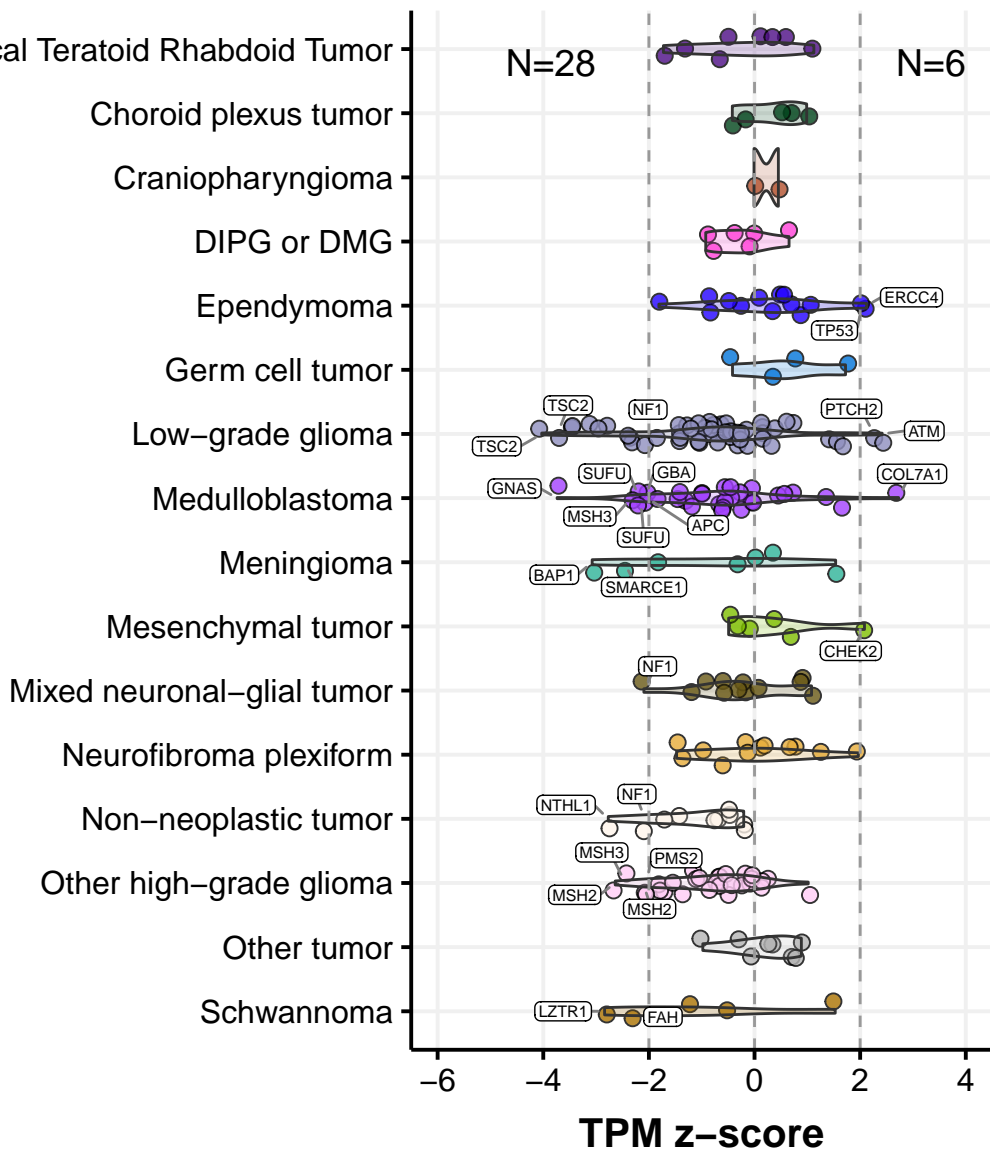 cal Teratoid Rhabdoid Tumor
N=28
N=6
Choroid plexus tumor
Craniopharyngioma
DIPG or DMG
Ependymoma
ERCC4
TP53
Germ cell tumor
TSC2
NF1
PTCH2
Low−grade glioma
ATM
TSC2
SUFU
GBA
COL7A1
GNAS
Medulloblastoma
MSH3
APC
SUFU
Meningioma
BAP1
SMARCE1
Mesenchymal tumor
CHEK2
NF1
Mixed neuronal−glial tumor
Neurofibroma plexiform
NF1
NTHL1
Non−neoplastic tumor
MSH3
PMS2
Other high−grade glioma
MSH2
MSH2
Other tumor
Schwannoma
LZTR1
FAH
−6 −4 −2 0 2 4
TPM z−score